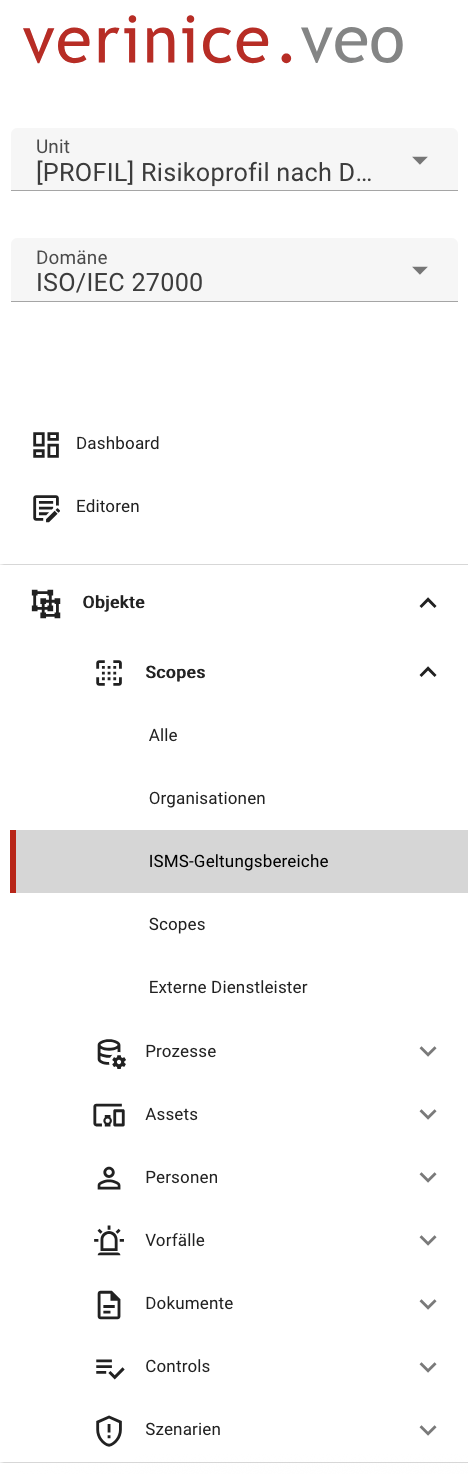 verinice.veo
Unit
[PROFIL] Risikoprofil nach D...
Domäne
ISO/IEC 27000
Dashboard
Editoren
Objekte
Scopes
Alle
Organisationen
ISMS-Geltungsbereiche
Scopes
Externe Dienstleister
Prozesse
Assets
Personen
Vorfälle
Dokumente
Controls
Szenarien